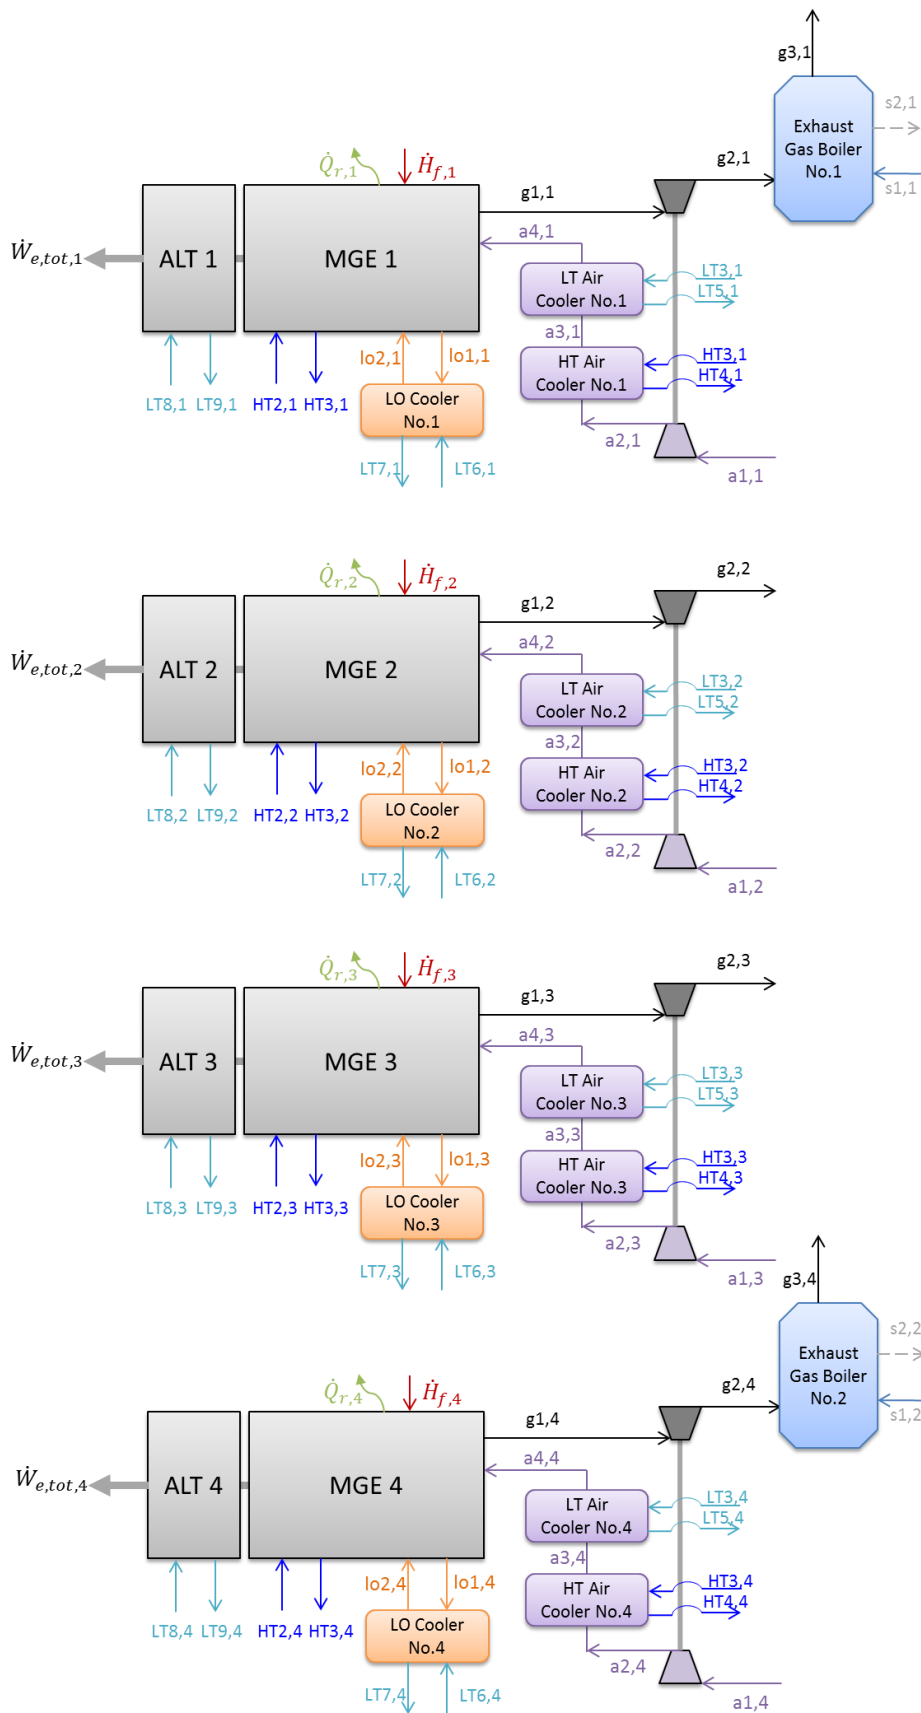 g3,1
Exhaust
Gas Boiler
No.1
s2,1
s1,1
g2,1
Q̇r,1
Ḣf,1
g1,1
a4,1
Ẇe,tot,1
ALT 1
MGE 1
LT Air
Cooler No.1
LT3,1
LT5,1
a3,1
HT Air
Cooler No.1
HT3,1
HT4,1
lo2,1
lo1,1
LT8,1
LT9,1
HT2,1
HT3,1
LO Cooler
No.1
a2,1
LT7,1
LT6,1
a1,1
Q̇r,2
Ḣf,2
g2,2
g1,2
a4,2
Ẇe,tot,2
ALT 2
MGE 2
LT Air
Cooler No.2
LT3,2
LT5,2
a3,2
HT Air
Cooler No.2
HT3,2
HT4,2
lo2,2
lo1,2
LT8,2
LT9,2
HT2,2
HT3,2
LO Cooler
No.2
a2,2
LT7,2
LT6,2
a1,2
Q̇r,3
Ḣf,3
g2,3
g1,3
a4,3
Ẇe,tot,3
ALT 3
MGE 3
LT Air
Cooler No.3
LT3,3
LT5,3
a3,3
HT Air
Cooler No.3
HT3,3
HT4,3
lo2,3
lo1,3
LT8,3
LT9,3
HT2,3
HT3,3
LO Cooler
No.3
a2,3
LT7,3
LT6,3
a1,3
g3,4
Exhaust
Gas Boiler
No.2
s2,2
s1,2
g2,4
Q̇r,4
Ḣf,4
g1,4
a4,4
Ẇe,tot,4
ALT 4
MGE 4
LT Air
Cooler No.4
LT3,4
LT5,4
a3,4
HT Air
Cooler No.4
HT3,4
HT4,4
lo2,4
lo1,4
LT8,4
LT9,4
HT2,4
HT3,4
LO Cooler
No.4
a2,4
LT7,4
LT6,4
a1,4